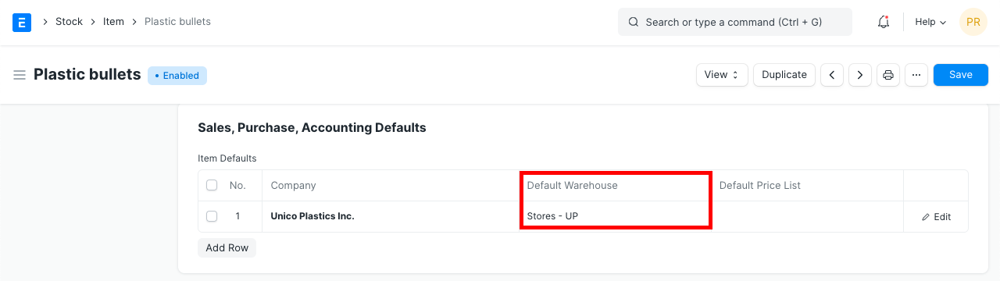 E Stock Item Plastic bullets Search or type a command (Ctrl + G) Help PR
Plastic bullets • Enabled View Duplicate ··· Save
Sales, Purchase, Accounting Defaults
Item Defaults
No. Company Default Warehouse Default Price List
1 Unico Plastics Inc. Stores - UP Edit
Add Row